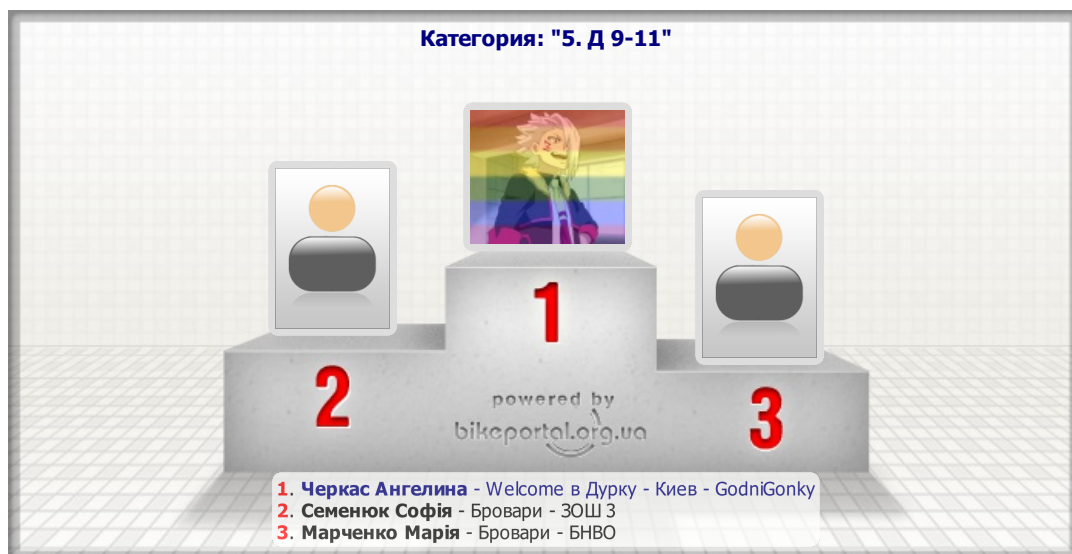 Категория: "5. Д 9-11"
1
2
3
powered by
bikeportal.org.ua
1. Черкас Ангелина - Welcome в Дурку - Киев - GodniGonky
2. Семенюк Софія - Бровари - ЗОШ 3
3. Марченко Марія - Бровари - БНВО